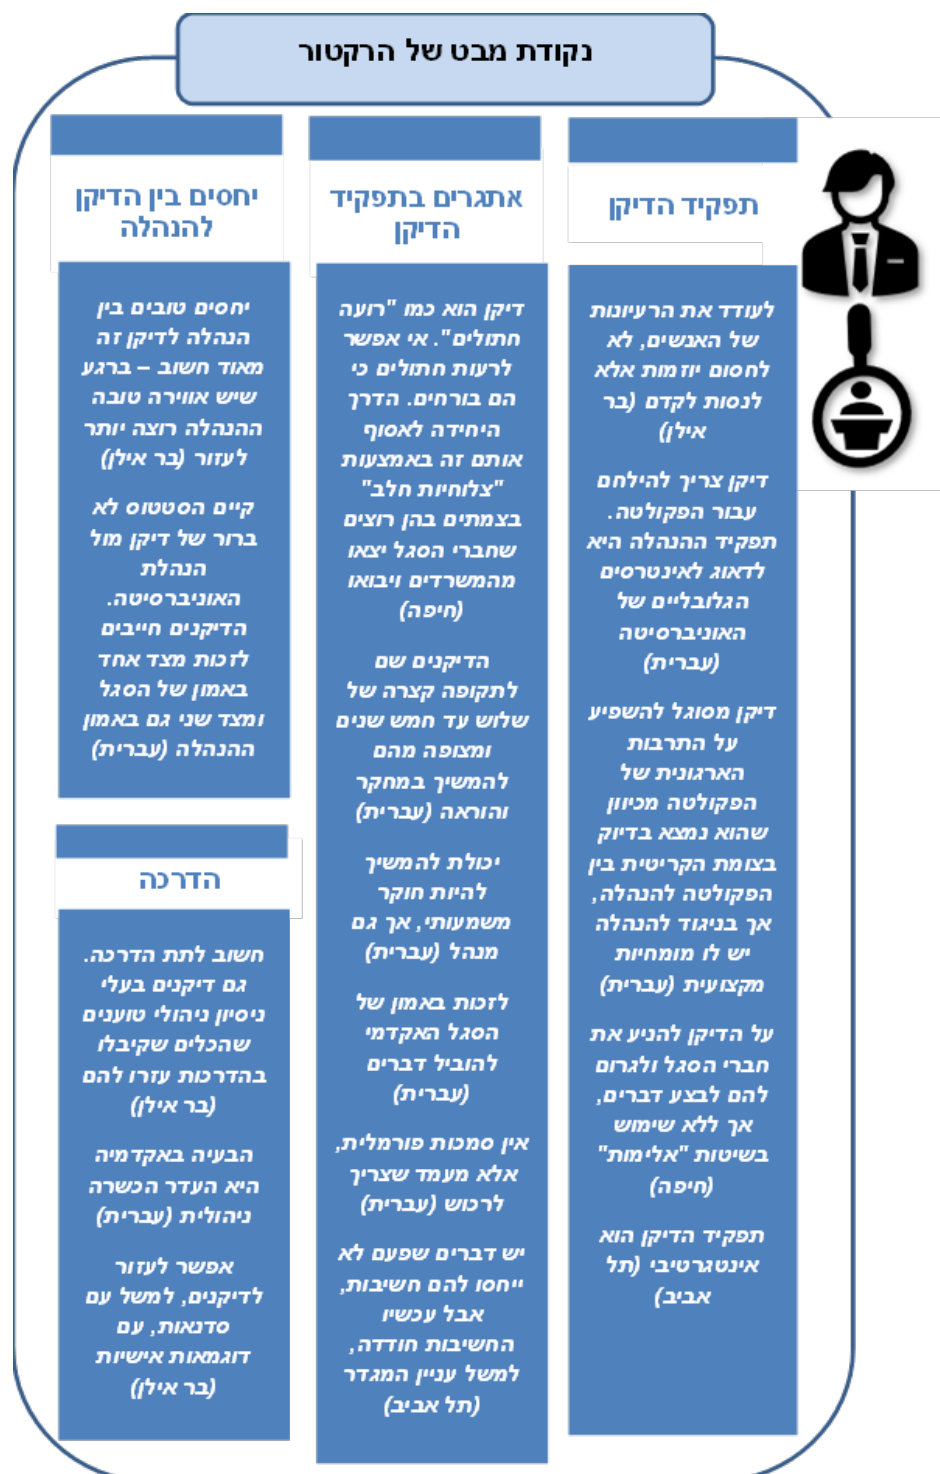 נקודת מבט של הרקטור
תפקיד הדיקן
לעודד את הרעיונות
של האנשים, לא
לחסום יוזמות אלא
לנסות לקדם (בר
אילן)
דיקן צריך להילחם
עבור הפקולטה.
תפקיד ההנהלה היא
לדאוג לאינטרסים
הגלובליים של
האוניברסיטה
(עברית)
דיקן מסוגל להשפיע
על התרבות
הארגונית של
הפקולטה מכיוון
שהוא נמצא בדיוק
בצומת הקריטית בין
הפקולטה להנהלה,
אך בניגוד להנהלה
יש לו מומחיות
מקצועית (עברית)
על הדיקן להניע את
חברי הסגל ולגרום
להם לבצע דברים,
אך ללא שימוש
בשיטות "אלימות"
(חיפה)
תפקיד הדיקן הוא
אינטגרטיבי (תל
אביב)
אתגרים בתפקיד
הדיקן
דיקן הוא כמו "רועה
חתולים". אי אפשר
לרעות חתולים כי
הם בורחים. הדרך
היחידה לאסוף
אותם זה באמצעות
"צלוחיות חלב"
בצמתים בהן רוצים
שחברי הסגל יצאו
מהמשרדים ויבואו
(חיפה)
הדיקנים שם
לתקופה קצרה של
שלוש עד חמש שנים
ומצופה מהם
להמשיך במחקר
והוראה (עברית)
יכולת להמשיך
להיות חוקר
משמעותי, אך גם
מנהל (עברית)
לזכות באמון של
הסגל האקדמי
להוביל דברים
(עברית)
אין סמכות פורמלית,
אלא מעמד שצריך
לרכוש (עברית)
יש דברים שפעם לא
ייחסו להם חשיבות,
אבל עכשיו
החשיבות חודדה,
למשל עניין המגדר
(תל אביב)
יחסים בין הדיקן
להנהלה
יחסים טובים בין
הנהלה לדיקן זה
מאוד חשוב – ברגע
שיש אווירה טובה
ההנהלה רוצה יותר
לעזור (בר אילן)
קיים הסטטוס לא
ברור של דיקן מול
הנהלת
האוניברסיטה.
הדיקנים חייבים
לזכות מצד אחד
באמון של הסגל
ומצד שני גם באמון
ההנהלה (עברית)
הדרכה
חשוב לתת הדרכה.
גם דיקנים בעלי
ניסיון ניהולי טוענים
שהכלים שקיבלו
בהדרכות עזרו להם
(בר אילן)
הבעיה באקדמיה
היא העדר הכשרה
ניהולית (עברית)
אפשר לעזור
לדיקנים, למשל עם
סדנאות, עם
דוגמאות אישיות
(בר אילן)